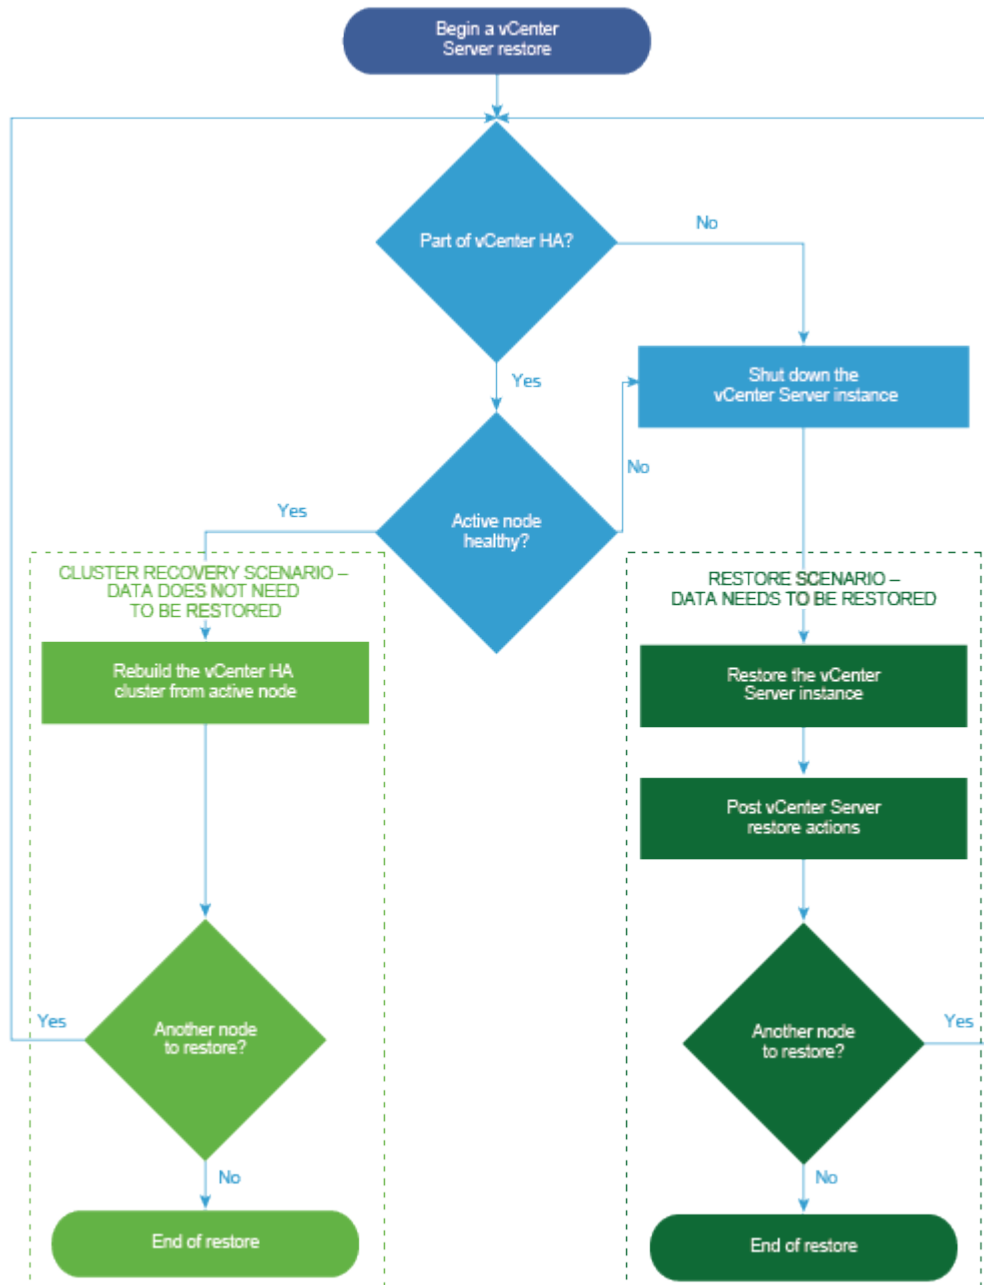 Begin a vCenter
Server restore
Part of vCenter HA?
No
Yes
Shut down the
vCenter Server instance
No
Yes
Active node
healthy?
CLUSTER RECOVERY SCENARIO –
DATA DOES NOT NEED
TO BE RESTORED
RESTORE SCENARIO –
DATA NEEDS TO BE RESTORED
Rebuild the vCenter HA
cluster from active node
Restore the vCenter
Server instance
Post vCenter Server
restore actions
Yes
Another node
to restore?
Another node
to restore?
Yes
No
No
End of restore
End of restore